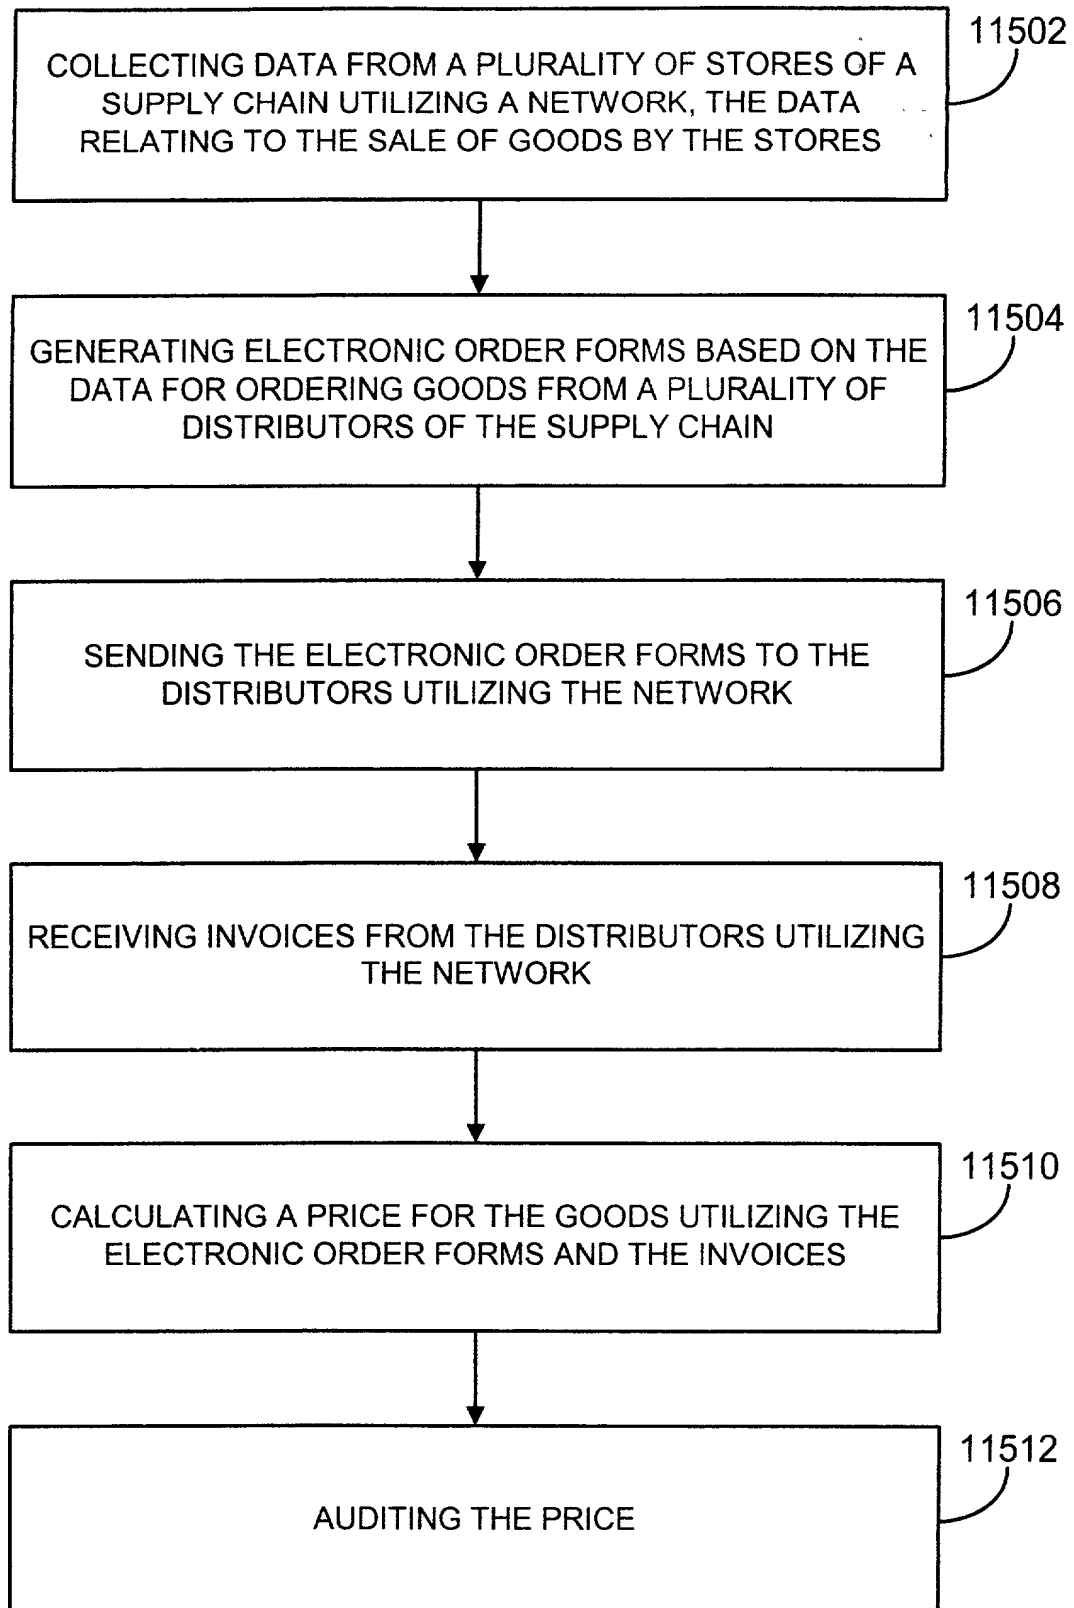 11502
COLLECTING DATA FROM A PLURALITY OF STORES OF A
SUPPLY CHAIN UTILIZING A NETWORK, THE DATA
RELATING TO THE SALE OF GOODS BY THE STORES
11504
GENERATING ELECTRONIC ORDER FORMS BASED ON THE
DATA FOR ORDERING GOODS FROM A PLURALITY OF
DISTRIBUTORS OF THE SUPPLY CHAIN
11506
SENDING THE ELECTRONIC ORDER FORMS TO THE
DISTRIBUTORS UTILIZING THE NETWORK
11508
RECEIVING INVOICES FROM THE DISTRIBUTORS UTILIZING
THE NETWORK
11510
CALCULATING A PRICE FOR THE GOODS UTILIZING THE
ELECTRONIC ORDER FORMS AND THE INVOICES
11512
AUDITING THE PRICE